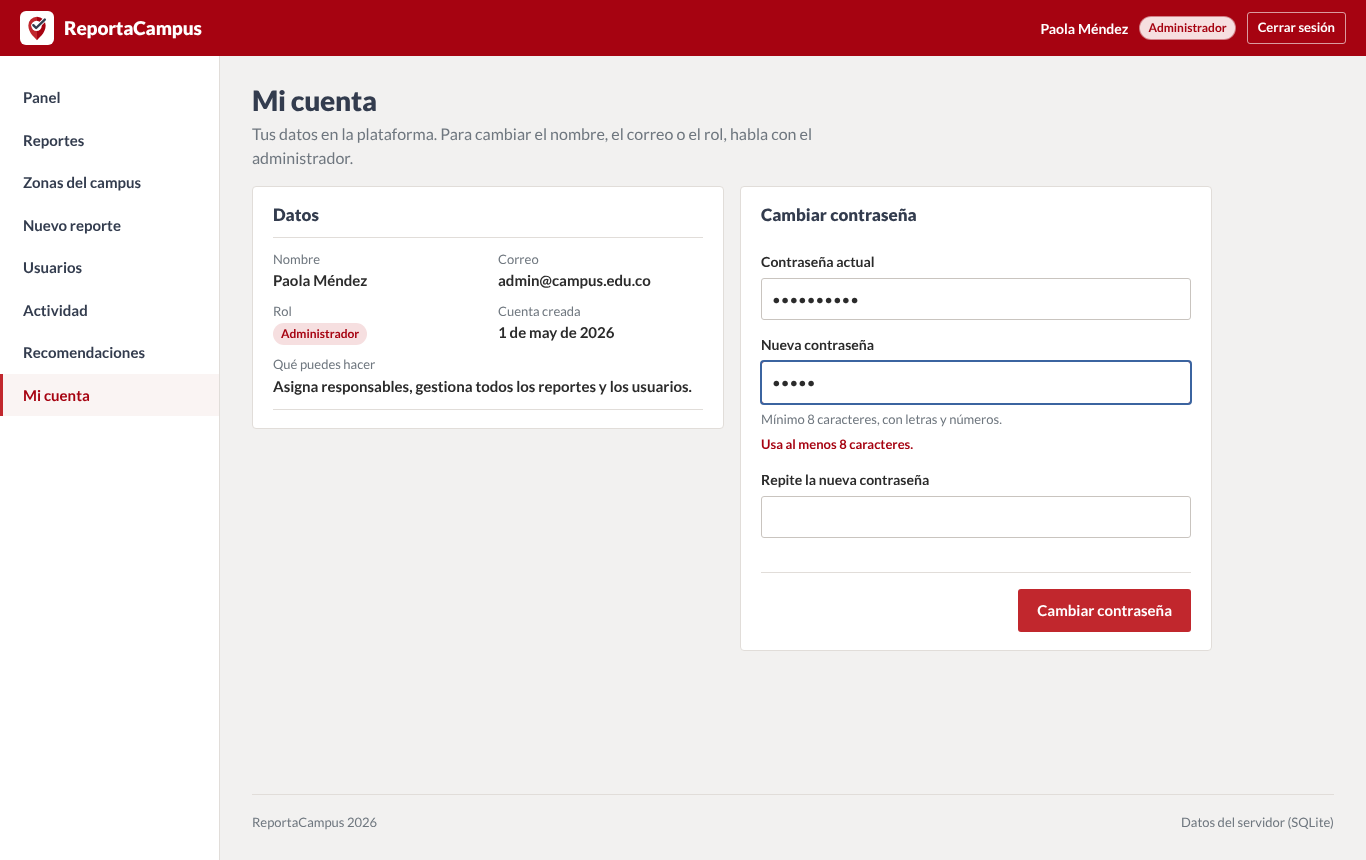 ReportaCampus
Paola Méndez
Administrador
Cerrar sesión
Panel
Reportes
Zonas del campus
Nuevo reporte
Usuarios
Actividad
Recomendaciones
Mi cuenta
Mi cuenta
Tus datos en la plataforma. Para cambiar el nombre, el correo o el rol, habla con el
administrador.
Datos
Nombre
Paola Méndez
Correo
admin@campus.edu.co
Rol
Administrador
Cuenta creada
1 de may de 2026
Qué puedes hacer
Asigna responsables, gestiona todos los reportes y los usuarios.
Cambiar contraseña
Contraseña actual
••••••••••
Nueva contraseña
•••••
Mínimo 8 caracteres, con letras y números.
Usa al menos 8 caracteres.
Repite la nueva contraseña
Cambiar contraseña
ReportaCampus 2026
Datos del servidor (SQLite)